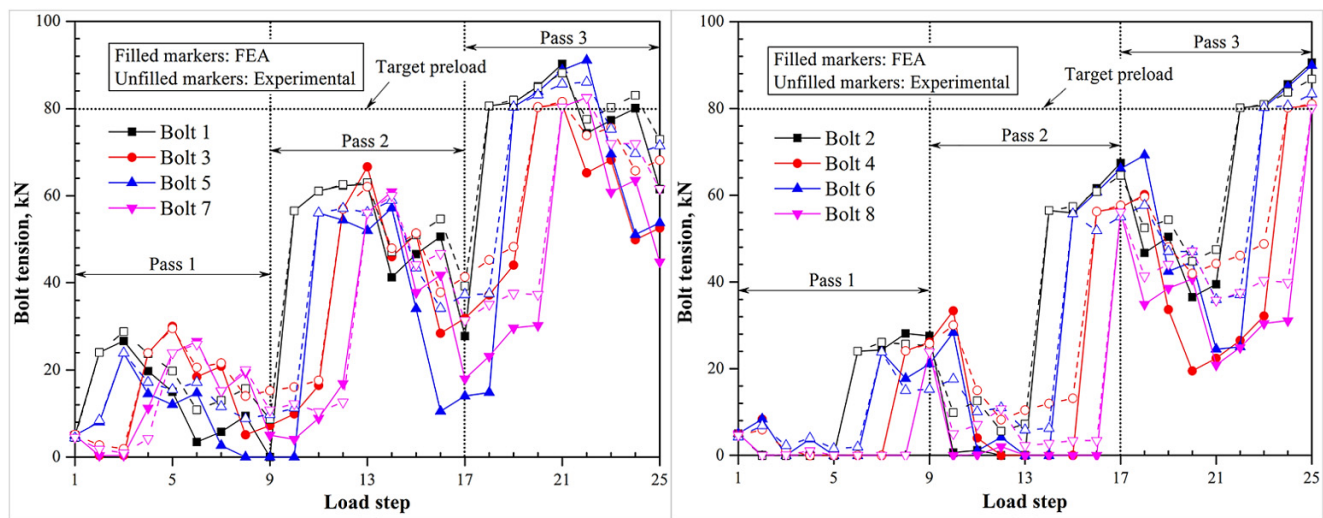 100
80
60
40
20
0
Bolt tension, kN
Filled markers: FEA
Unfilled markers: Experimental
Pass 3
Target preload
Bolt 1
Bolt 3
Bolt 5
Bolt 7
Pass 2
Pass 1
1 5 9 13 17 21 25
Load step
100
80
60
40
20
0
Bolt tension, kN
Filled markers: FEA
Unfilled markers: Experimental
Pass 3
Target preload
Bolt 2
Bolt 4
Bolt 6
Bolt 8
Pass 2
Pass 1
1 5 9 13 17 21 25
Load step